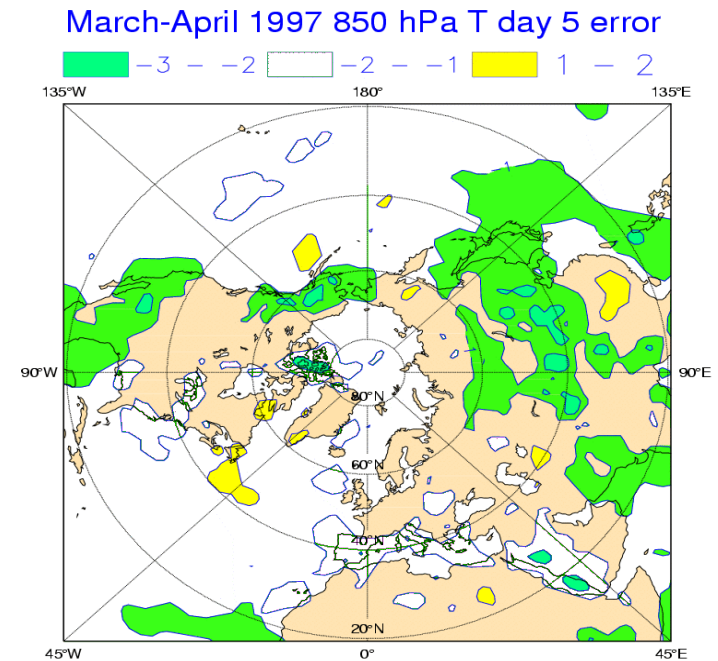 March-April 1997 850 hPa T day 5 error
-3 - -2 -2 - -1 1 - 2
135°W 180° 135°E
-1
90°W 90°E
80°N
60°N
40°N
20°N
45°W 0° 45°E